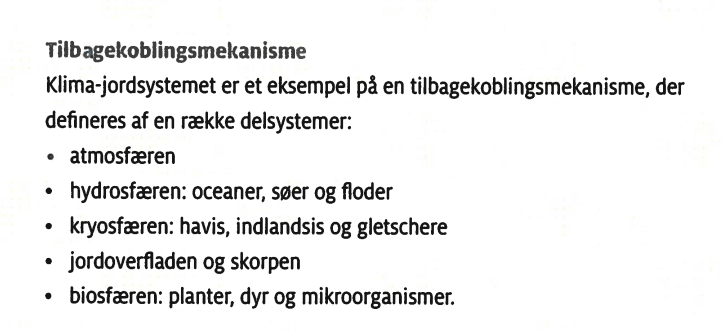 Tilbagekoblingsmekanisme
Klima-jordsystemet er et eksempel på en tilbagekoblingsmekanisme, der
defineres af en række delsystemer:
• atmosfæren
• hydrosfæren: oceaner, søer og floder
• kryosfæren: havis, indlandsis og gletschere
• jordoverfladen og skorpen
• biosfæren: planter, dyr og mikroorganismer.